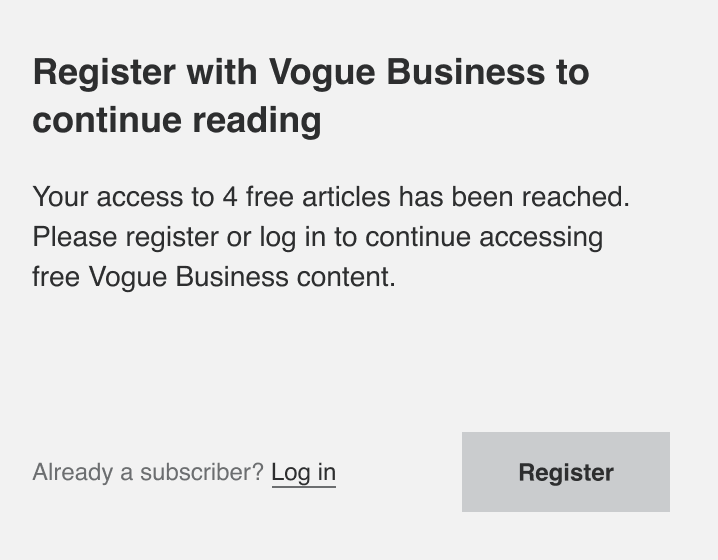 Register with Vogue Business to
continue reading
Your access to 4 free articles has been reached.
Please register or log in to continue accessing
free Vogue Business content.
Already a subscriber? Log in
Register